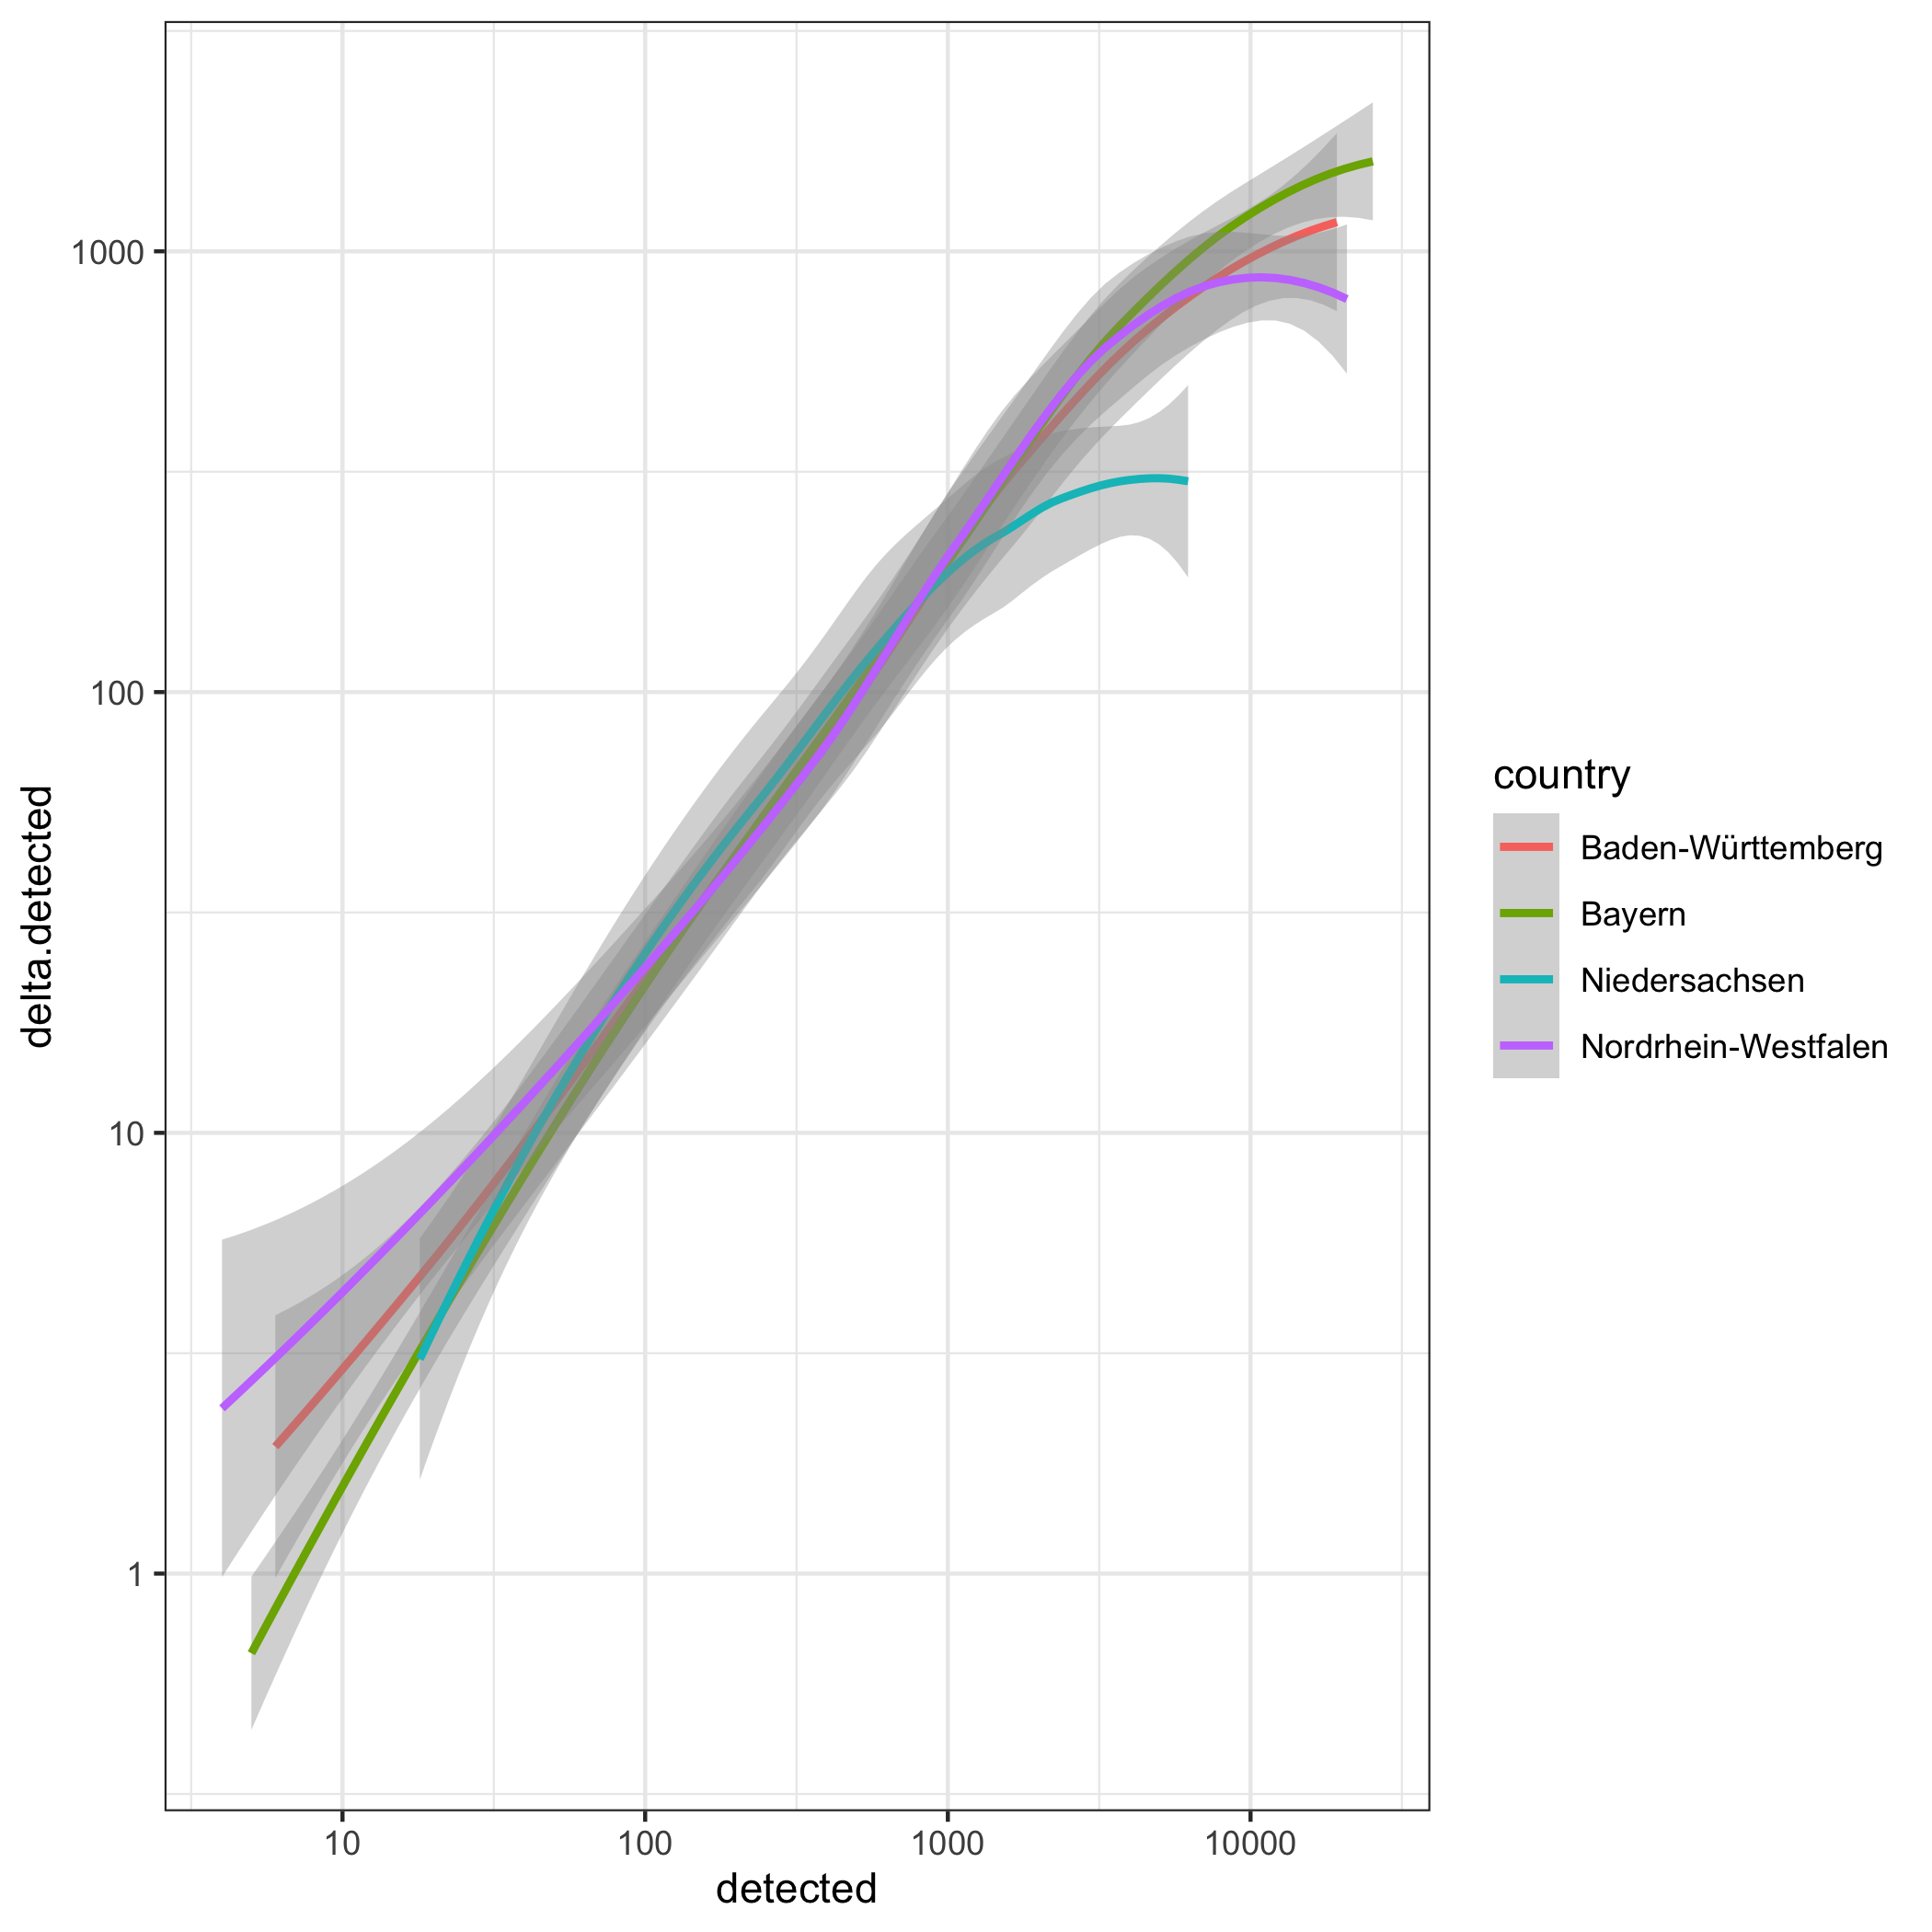 delta.detected
1000
100
10
1
10
100
1000
10000
detected
country
Baden-Württemberg
Bayern
Niedersachsen
Nordrhein-Westfalen